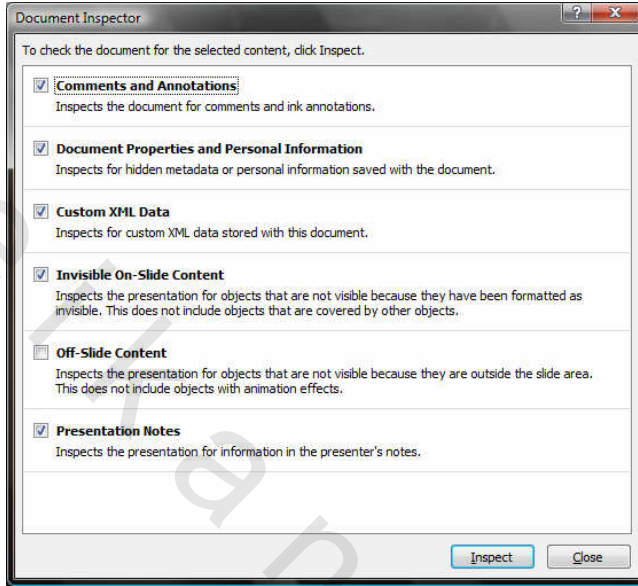 Document Inspector
To check the document for the selected content, click Inspect.
Comments and Annotations
Inspects the document for comments and ink annotations.
Document Properties and Personal Information
Inspects for hidden metadata or personal information saved with the document.
Custom XML Data
Inspects for custom XML data stored with this document.
Invisible On-Slide Content
Inspects the presentation for objects that are not visible because they have been formatted as
invisible. This does not include objects that are covered by other objects.
Off-Slide Content
Inspects the presentation for objects that are not visible because they are outside the slide area.
This does not include objects with animation effects.
Presentation Notes
Inspects the presentation for information in the presenter's notes.
Inspect Close